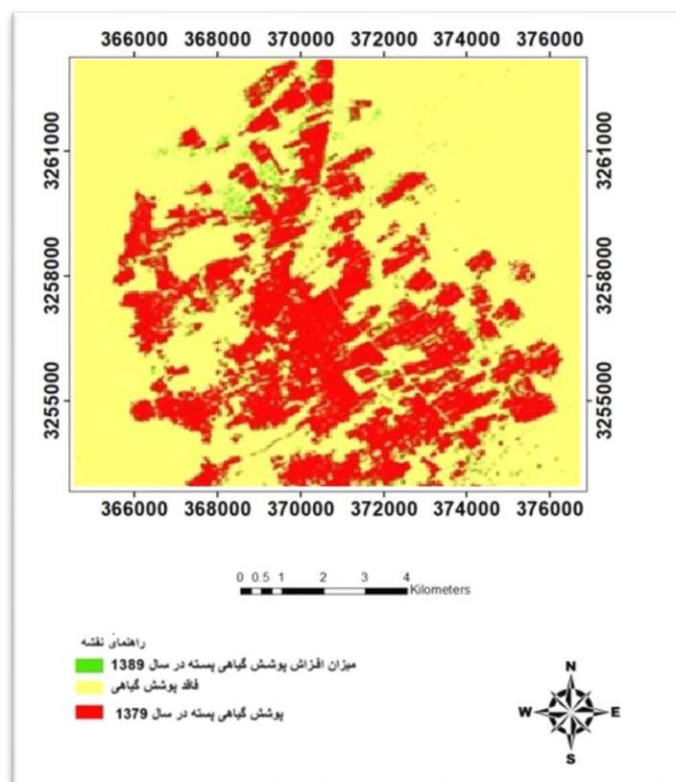 366000 368000 370000 372000 374000 376000
3261000 3261000
3258000 3258000
3255000 3255000
366000 368000 370000 372000 374000 376000
0 0.5 1 2 3 4
Kilometers
راهنمای نقشه
میزان افزایش پوشش گیاهی پسته در سال 1389
فاقد پوشش گیاهی
پوشش گیاهی پسته در سال 1379
N
W E
S